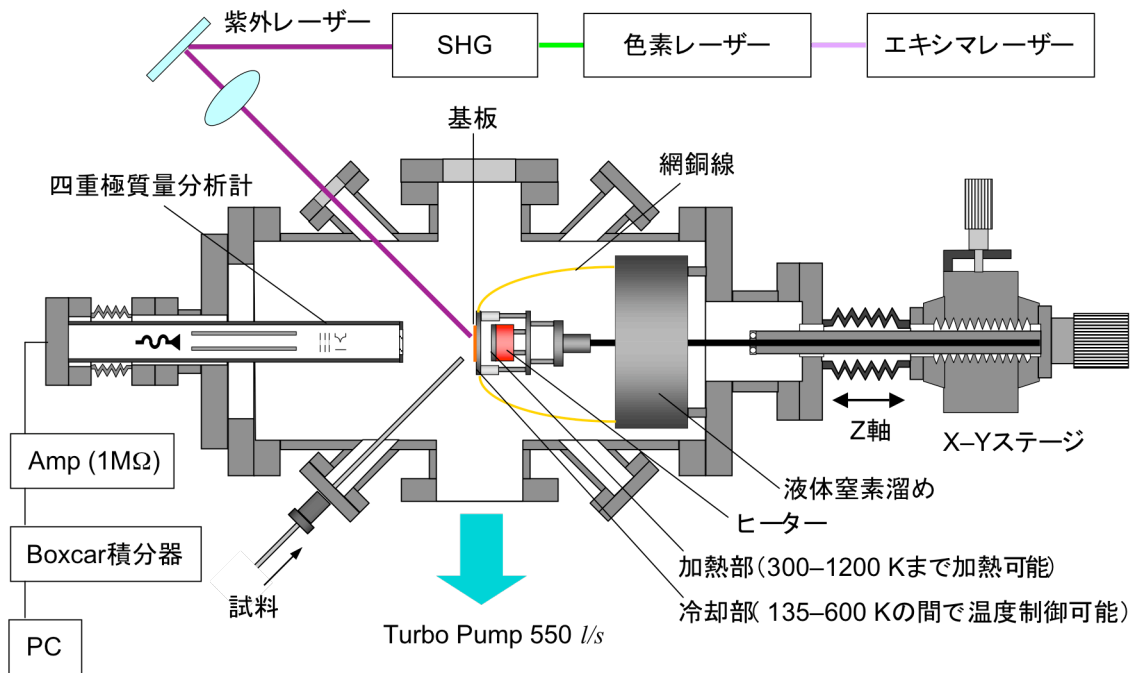 紫外レーザー
SHG
色素レーザー
エキシマレーザー
基板
網銅線
四重極質量分析計
Z軸
X–Yステージ
Amp (1MΩ)
液体窒素溜め
ヒーター
Boxcar積分器
加熱部（300–1200 Kまで加熱可能）
試料
冷却部( 135–600 Kの間で温度制御可能）
Turbo Pump 550 l/s
PC